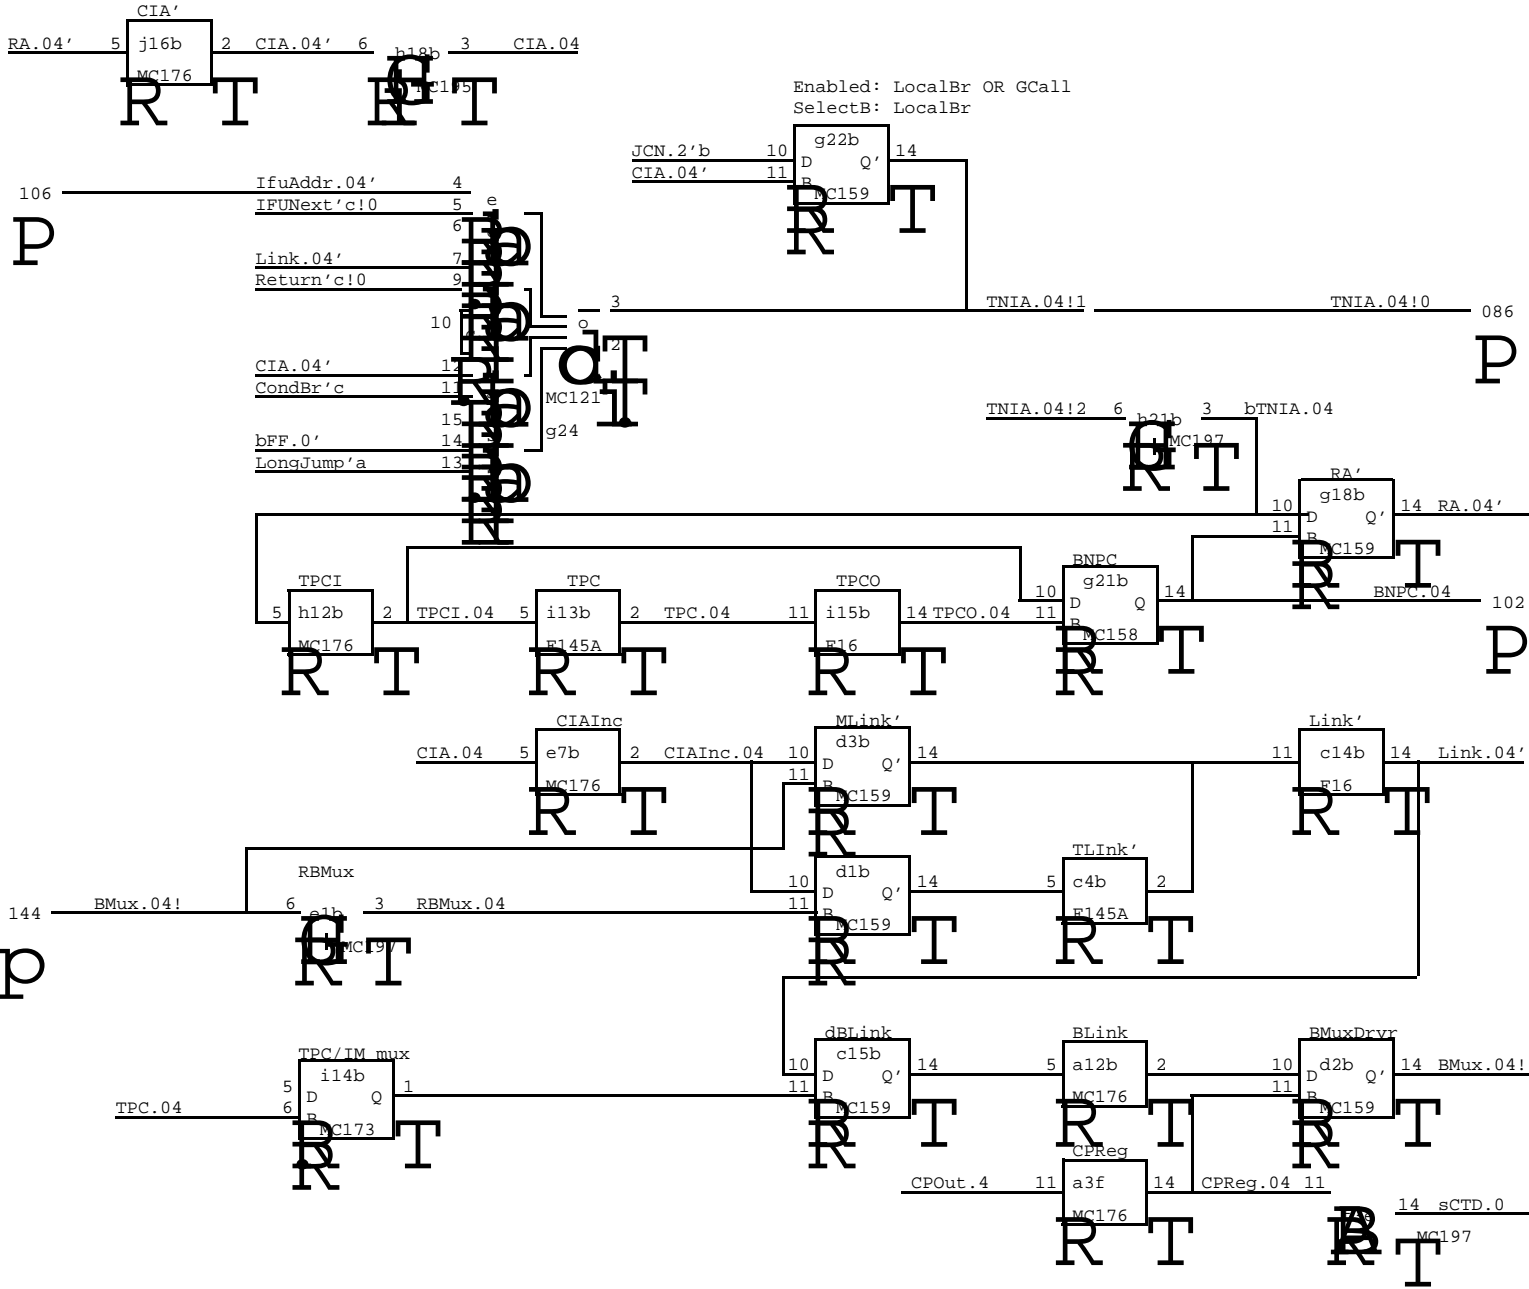 CIA'
RA.04' 5 j16b 2 CIA.04' 6 h18b 3 CIA.04
MC176 MC195
R T R T
Enabled: LocalBr OR GCall
SelectB: LocalBr
g22b
JCN.2'b 10 D Q' 14
CIA.04' 11 B
MC159
R T
106 IfuAddr.04' 4
IFUNext'c!0 5 e
6
P
Link.04' 7
Return'c!0 9
3 TNIA.04!1 TNIA.04!0 086
10 o
2
P
CIA.04' 12
CondBr'c 11 MC121
15 g24
bFF.0' 14
LongJump'a 13
TNIA.04!2 6 h21b 3 bTNIA.04
MC197
R T
RA'
g18b
10 D Q' 14 RA.04'
11 B
MC159
R T
TPCI TPC TPCO BNPC
g21b
10 D Q 14 BNPC.04 102
5 h12b 2 TPCI.04 5 i13b 2 TPC.04 11 i15b 14 TPCO.04 11 B
MC176 F145A F16 MC158
R T R T R T R T P
CIAInc MLink' Link'
CIA.04 5 e7b 2 CIAInc.04 10 d3b D Q' 14 11 c14b 14 Link.04'
11 B
MC176 MC159 F16
R T R T R T
RBMux TLInk'
10 d1b D Q' 14 5 c4b 2
144 BMux.04! 6 e1b 3 RBMux.04 11 B
MC197 MC159 F145A
p R T R T R T
dBLink BLink BMuxDrvr
10 c15b D Q' 14 5 a12b 2 10 d2b D Q' 14 BMux.04!
TPC/IM mux
5 i14b D Q 1 11 B 11 B
TPC.04 6 B
MC173 MC159 MC176 MC159
R T R T R T R T
CPReg
CPOut.4 11 a3f 14 CPReg.04 11
14 sCTD.0
MC176 MC197
R T R T